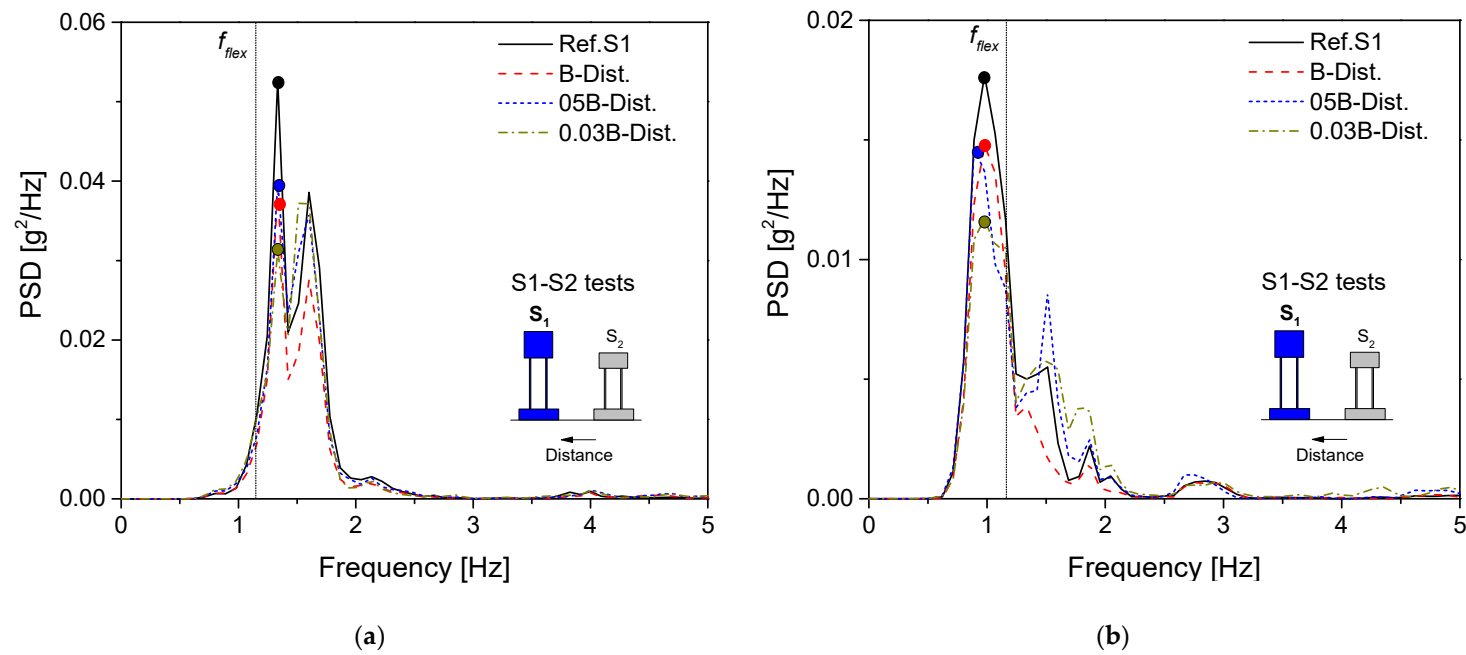 0.06
0.04
0.02
0.00
PSD [g²/Hz]
f_flex
Ref.S1
B-Dist.
05B-Dist.
0.03B-Dist.
S1-S2 tests
S₁
S₂
Distance
0 1 2 3 4 5
Frequency [Hz]
(a)
0.02
0.01
0.00
PSD [g²/Hz]
f_flex
Ref.S1
B-Dist.
05B-Dist.
0.03B-Dist.
S1-S2 tests
S₁
S₂
Distance
0 1 2 3 4 5
Frequency [Hz]
(b)